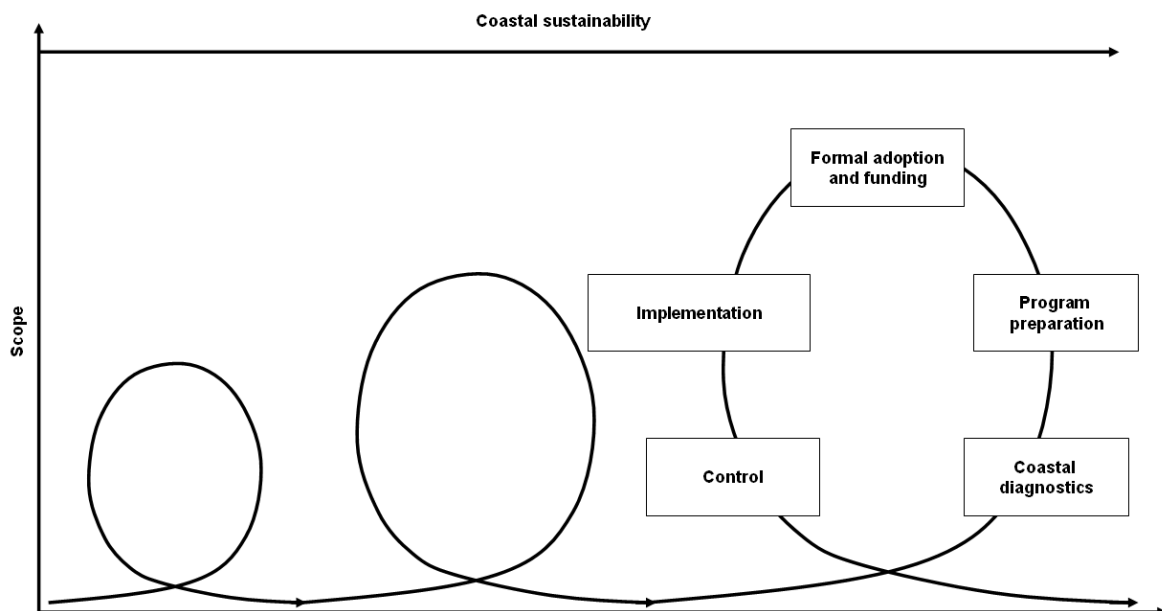 Coastal sustainability
Formal adoption
and funding
Implementation
Program
preparation
Scope
Control
Coastal
diagnostics